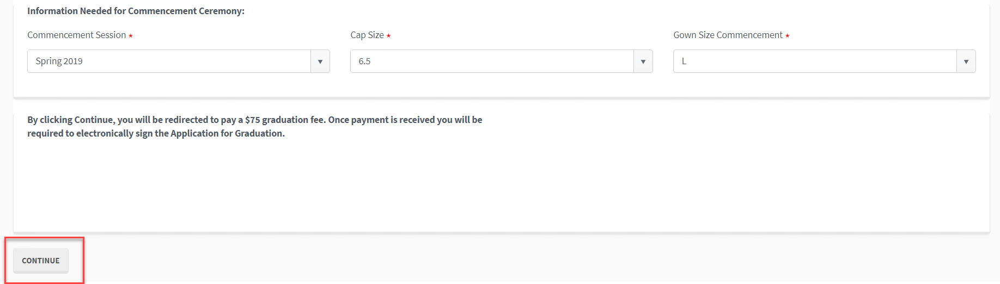 Information Needed for Commencement Ceremony:
Commencement Session *
Cap Size *
Gown Size Commencement *
Spring 2019
6.5
L
By clicking Continue, you will be redirected to pay a $75 graduation fee. Once payment is received you will be
required to electronically sign the Application for Graduation.
CONTINUE